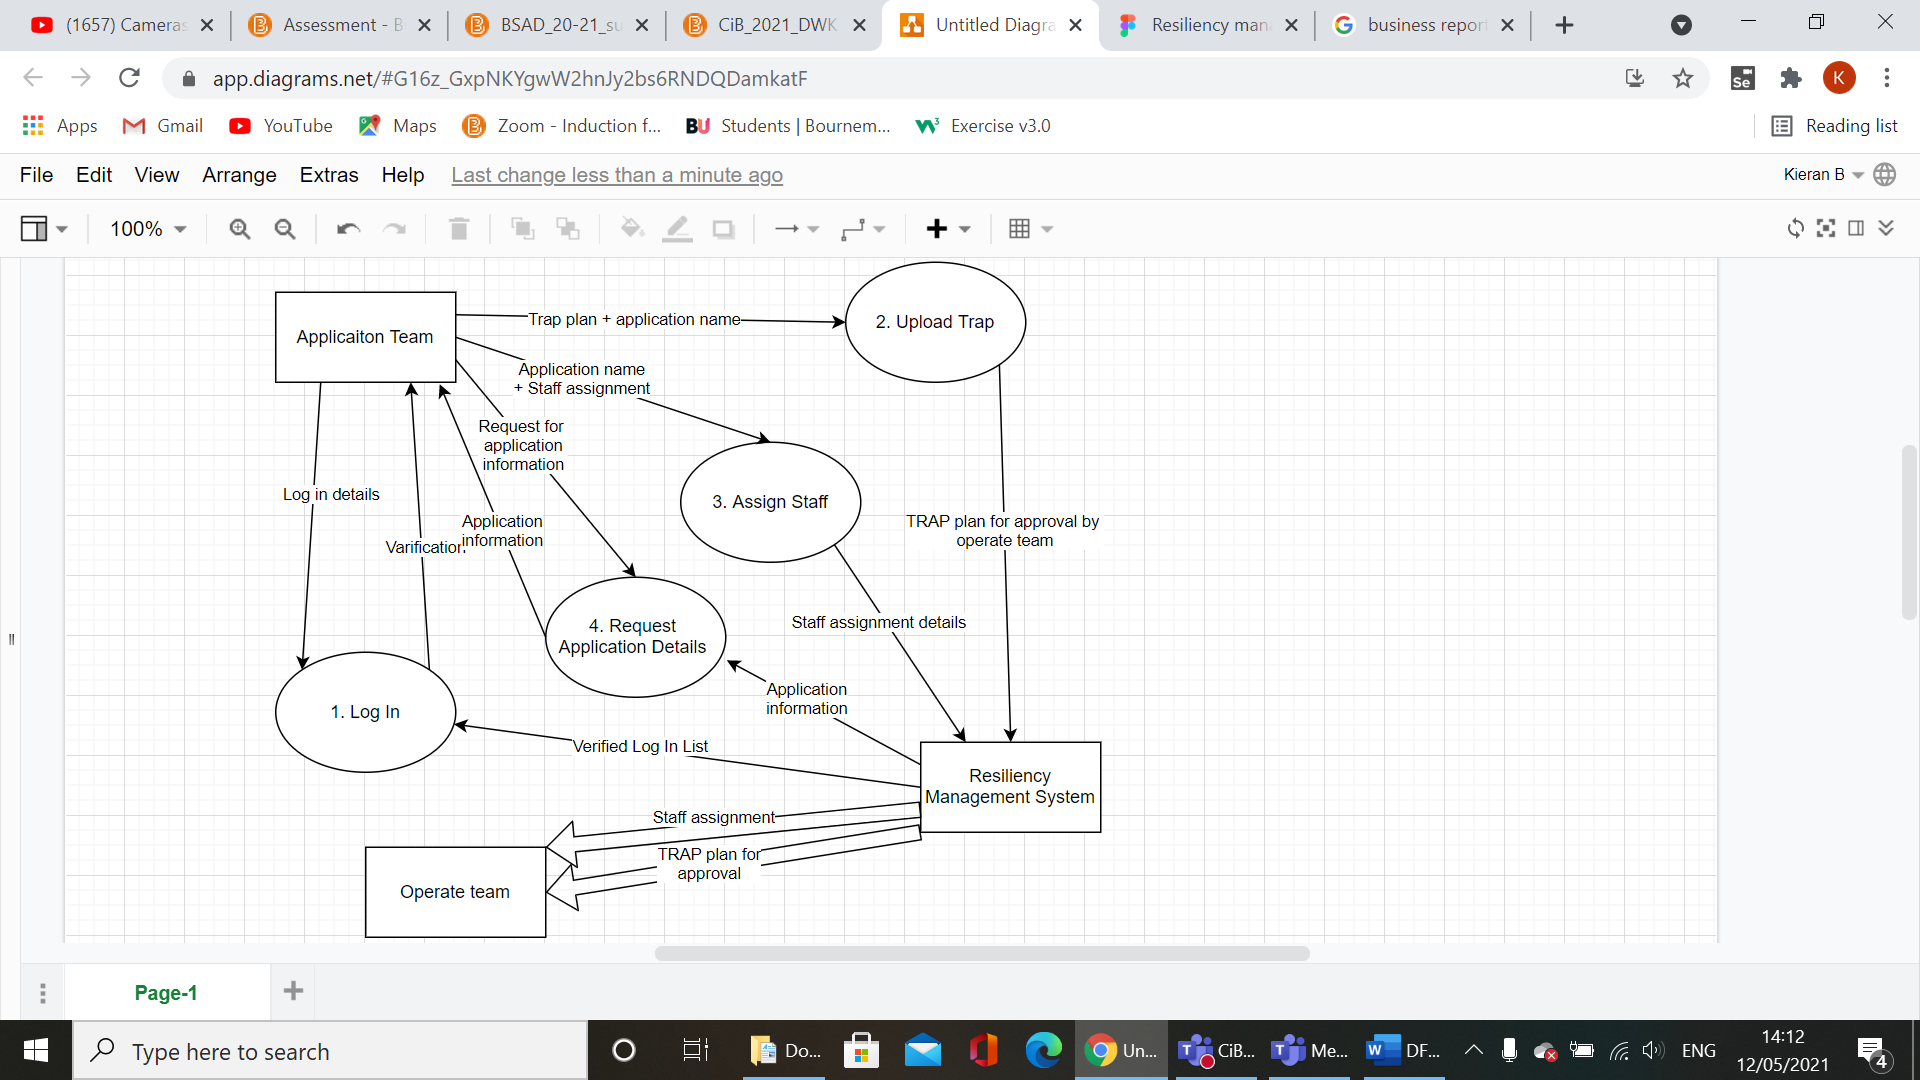 (1657) Cameras
Assessment - B
BSAD_20-21_su
CiB_2021_DWK
Untitled Diagra
Resiliency man
business report
app.diagrams.net/#G16z_GxpNKYgwW2hnJy2bs6RNDQDamkatF
Se
K
Apps
Gmail
YouTube
Maps
Zoom - Induction f...
BU
Students | Bournem...
Exercise v3.0
Reading list
File
Edit
View
Arrange
Extras
Help
Last change less than a minute ago
Kieran B
100%
Applicaiton Team
Trap plan + application name
2. Upload Trap
Application name
+ Staff assignment
Request for
application
information
Log in details
3. Assign Staff
Application
information
Varification
TRAP plan for approval by
operate team
4. Request
Application Details
Staff assignment details
Application
information
1. Log In
Verified Log In List
Resiliency
Management System
Staff assignment
TRAP plan for
approval
Operate team
Page-1
Type here to search
Do...
Un...
CiB...
Me...
DF...
ENG
14:12
12/05/2021
4